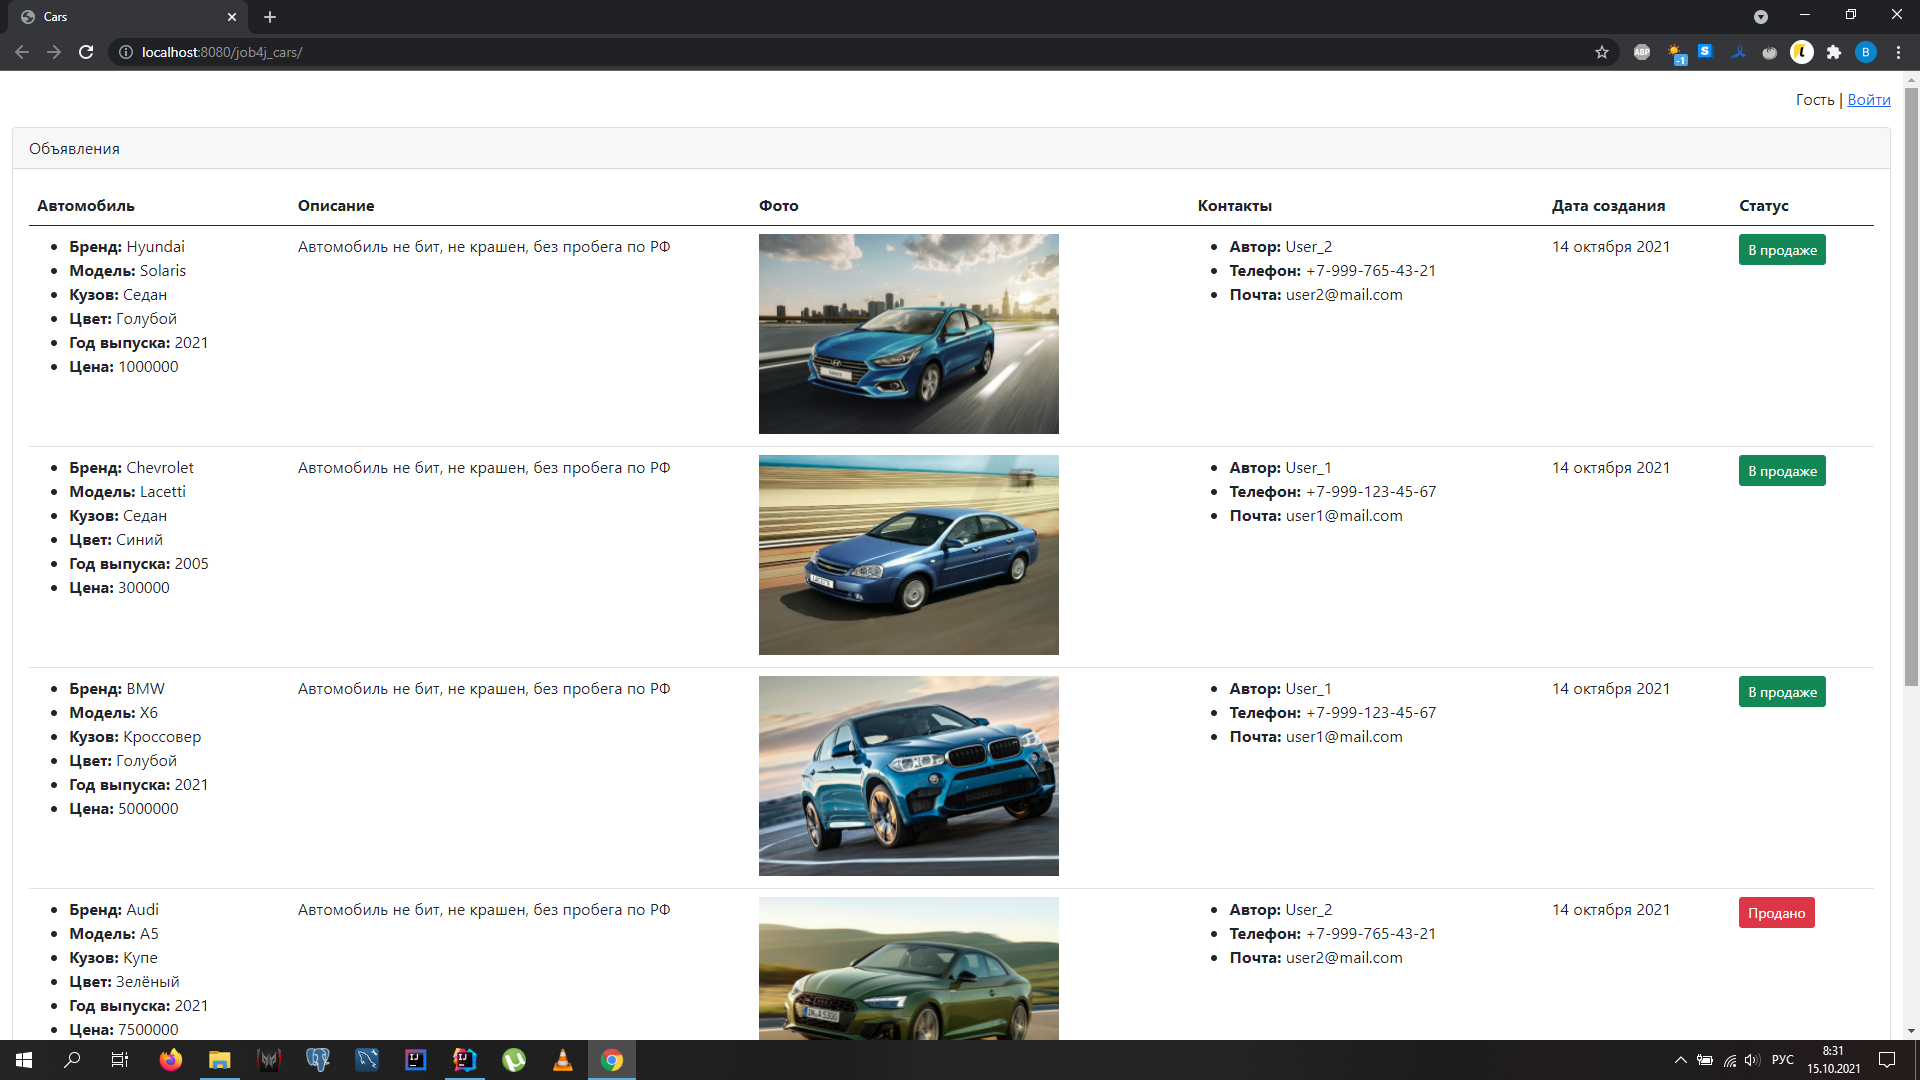 Cars
localhost:8080/job4j_cars/
ABP
-1
S
B
Гость | Войти
Объявления
Автомобиль Описание Фото Контакты Дата создания Статус
Бренд: Hyundai
Модель: Solaris
Кузов: Седан
Цвет: Голубой
Год выпуска: 2021
Цена: 1000000
Автомобиль не бит, не крашен, без пробега по РФ
Автор: User_2
Телефон: +7-999-765-43-21
Почта: user2@mail.com
14 октября 2021
В продаже
Бренд: Chevrolet
Модель: Lacetti
Кузов: Седан
Цвет: Синий
Год выпуска: 2005
Цена: 300000
Автомобиль не бит, не крашен, без пробега по РФ
LACETTI
Автор: User_1
Телефон: +7-999-123-45-67
Почта: user1@mail.com
14 октября 2021
В продаже
Бренд: BMW
Модель: X6
Кузов: Кроссовер
Цвет: Голубой
Год выпуска: 2021
Цена: 5000000
Автомобиль не бит, не крашен, без пробега по РФ
Автор: User_1
Телефон: +7-999-123-45-67
Почта: user1@mail.com
14 октября 2021
В продаже
Бренд: Audi
Модель: A5
Кузов: Купе
Цвет: Зелёный
Год выпуска: 2021
Цена: 7500000
Автомобиль не бит, не крашен, без пробега по РФ
IN·A 5300
Автор: User_2
Телефон: +7-999-765-43-21
Почта: user2@mail.com
14 октября 2021
Продано
IJ
IJ
РУС
8:31
15.10.2021